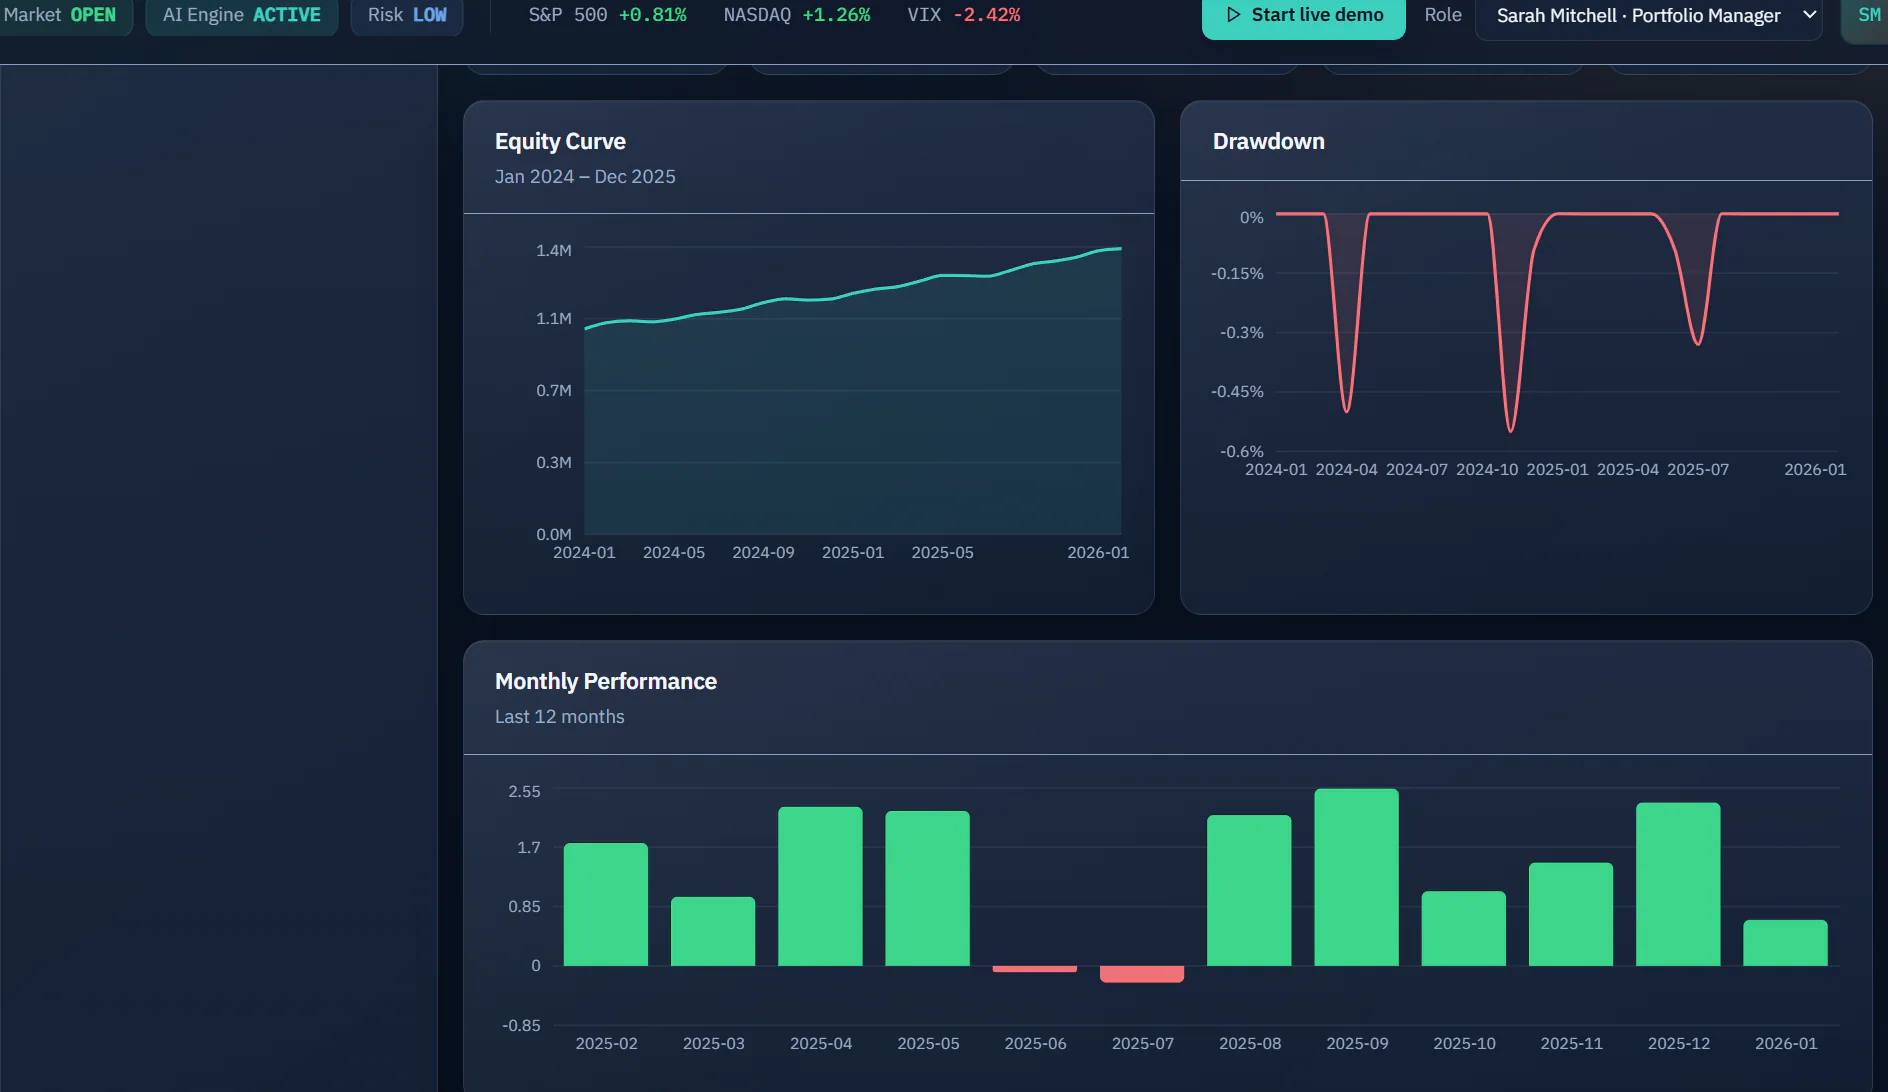 Market OPEN AI Engine ACTIVE Risk LOW S&P 500 +0.81% NASDAQ +1.26% VIX -2.42% Start live demo Role Sarah Mitchell · Portfolio Manager SM
Equity Curve
Jan 2024 – Dec 2025
1.4M
1.1M
0.7M
0.3M
0.0M
2024-01 2024-05 2024-09 2025-01 2025-05 2026-01
Drawdown
0%
-0.15%
-0.3%
-0.45%
-0.6%
2024-01 2024-04 2024-07 2024-10 2025-01 2025-04 2025-07 2026-01
Monthly Performance
Last 12 months
2.55
1.7
0.85
0
-0.85
2025-02 2025-03 2025-04 2025-05 2025-06 2025-07 2025-08 2025-09 2025-10 2025-11 2025-12 2026-01